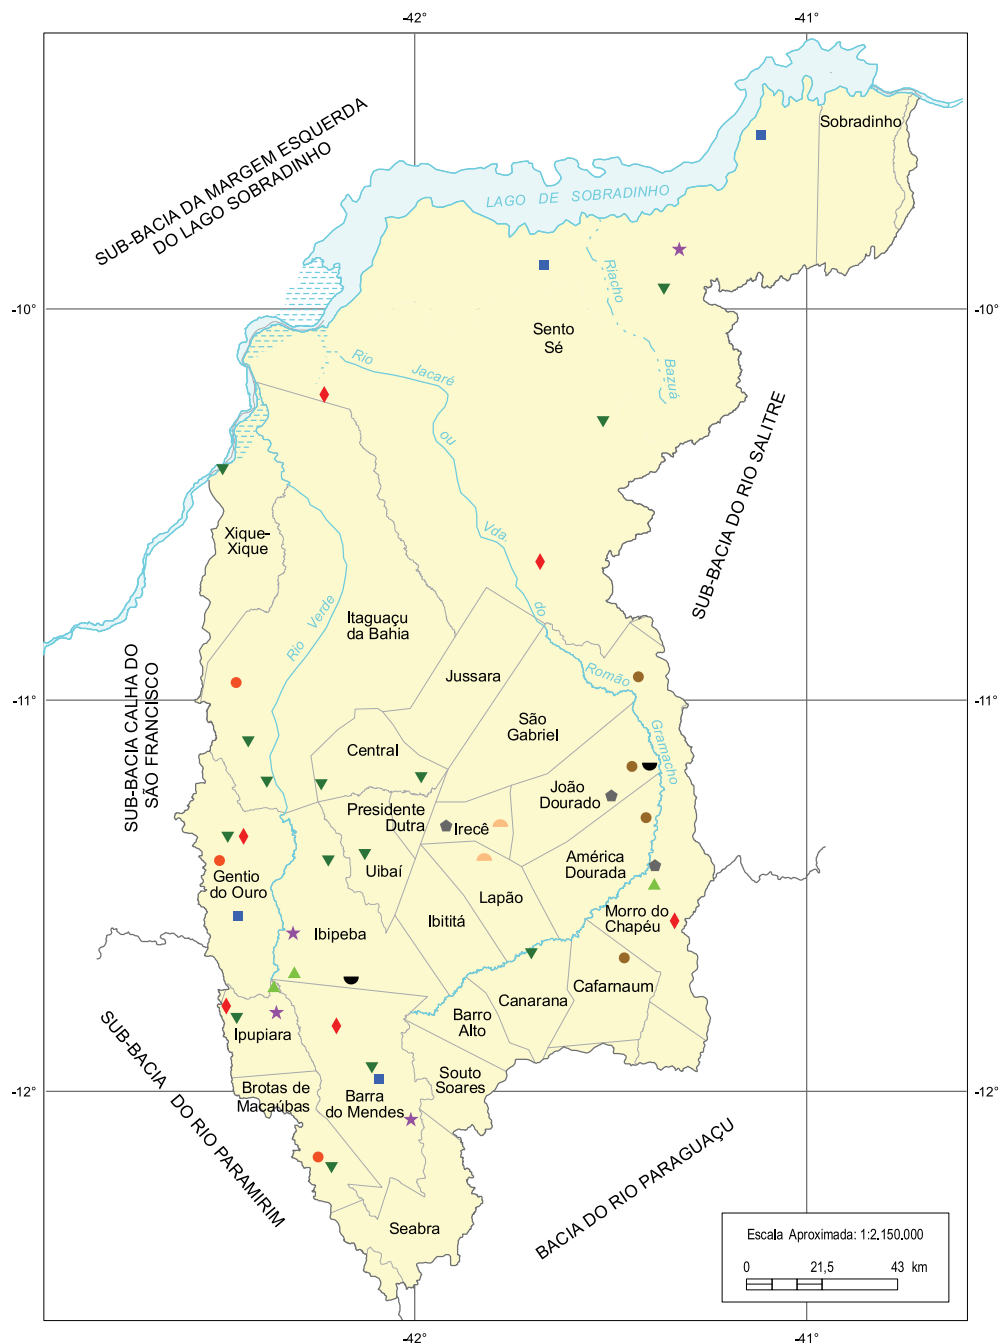 -42°
-41°
SUB-BACIA DA MARGEM ESQUERDA
DO LAGO SOBRADINHO
Sobradinho
LAGO DE SOBRADINHO
Riacho
Bazuá
-10°
-10°
Sento
Sé
Rio
Jacaré
ou
Vda.
do
Romão
Gramacho
SUB-BACIA DO RIO SALITRE
Xique-
Xique
Rio Verde
Itaguaçu
da Bahia
Jussara
SUB-BACIA CALHA DO
SÃO FRANCISCO
-11°
-11°
São
Gabriel
Central
João
Dourado
Presidente
Dutra
Irecê
Uibaí
América
Dourada
Gentio
do Ouro
Lapão
Ibititá
Morro do
Chapéu
Ibipeba
Cafarnaum
Canarana
Barro
Alto
Ipupiara
SUB-BACIA DO RIO PARAMIRIM
Souto
Soares
Brotas de
Macaúbas
Barra
do Mendes
-12°
-12°
BACIA DO RIO PARAGUAÇU
Seabra
Escala Aproximada: 1:2.150.000
0 21,5 43 km
-42°
-41°